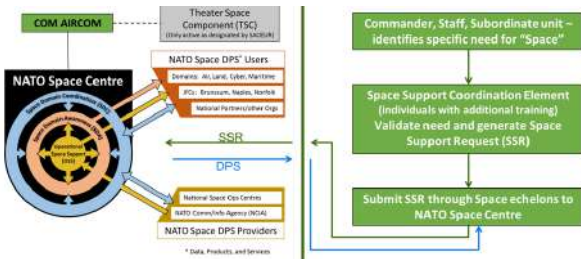 COM AIRCOM
Theater Space
Component (TSC)
(Only active as designated by SACEUR)
NATO Space Centre
Space Domain Coordination (SDC)
Space Domain Awareness (SDA)
Operational
Space Support
(OSS)
NATO Space DPS* Users
Domains: Air, Land, Cyber, Maritime
JFCs: Brunssum, Naples, Norfolk
National Partners/other Orgs
SSR
DPS
National Space Ops Centres
NATO Comm/Info Agency (NCIA)
NATO Space DPS Providers
* Data, Products, and Services
Commander, Staff, Subordinate unit –
identifies specific need for “Space”
Space Support Coordination Element
(individuals with additional training)
Validate need and generate Space
Support Request (SSR)
Submit SSR through Space echelons to
NATO Space Centre